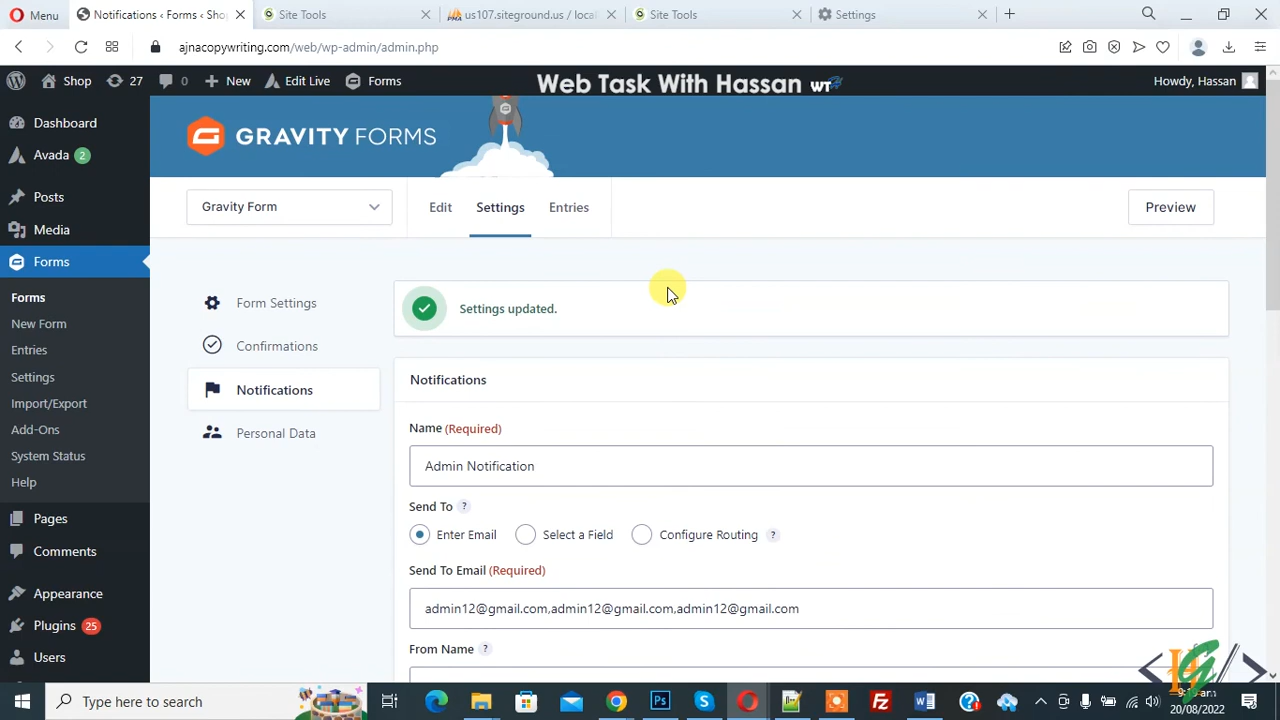 Menu
Notifications ‹ Forms ‹ Sho
Site Tools
us107.siteground.us / local
Site Tools
Settings
ajnacopywriting.com/web/wp-admin/admin.php
Shop
27
0
New
Edit Live
Forms
Web Task With Hassan
WT
Howdy, Hassan
Dashboard
Avada 2
Posts
Media
Forms
Forms
New Form
Entries
Settings
Import/Export
Add-Ons
System Status
Help
Pages
Comments
Appearance
Plugins 25
Users
GRAVITY FORMS
Gravity Form
Edit
Settings
Entries
Preview
Form Settings
Confirmations
Notifications
Personal Data
Settings updated.
Notifications
Name (Required)
Admin Notification
Send To ?
Enter Email
Select a Field
Configure Routing ?
Send To Email (Required)
admin12@gmail.com,admin12@gmail.com,admin12@gmail.com
From Name ?
Type here to search
20/08/2022